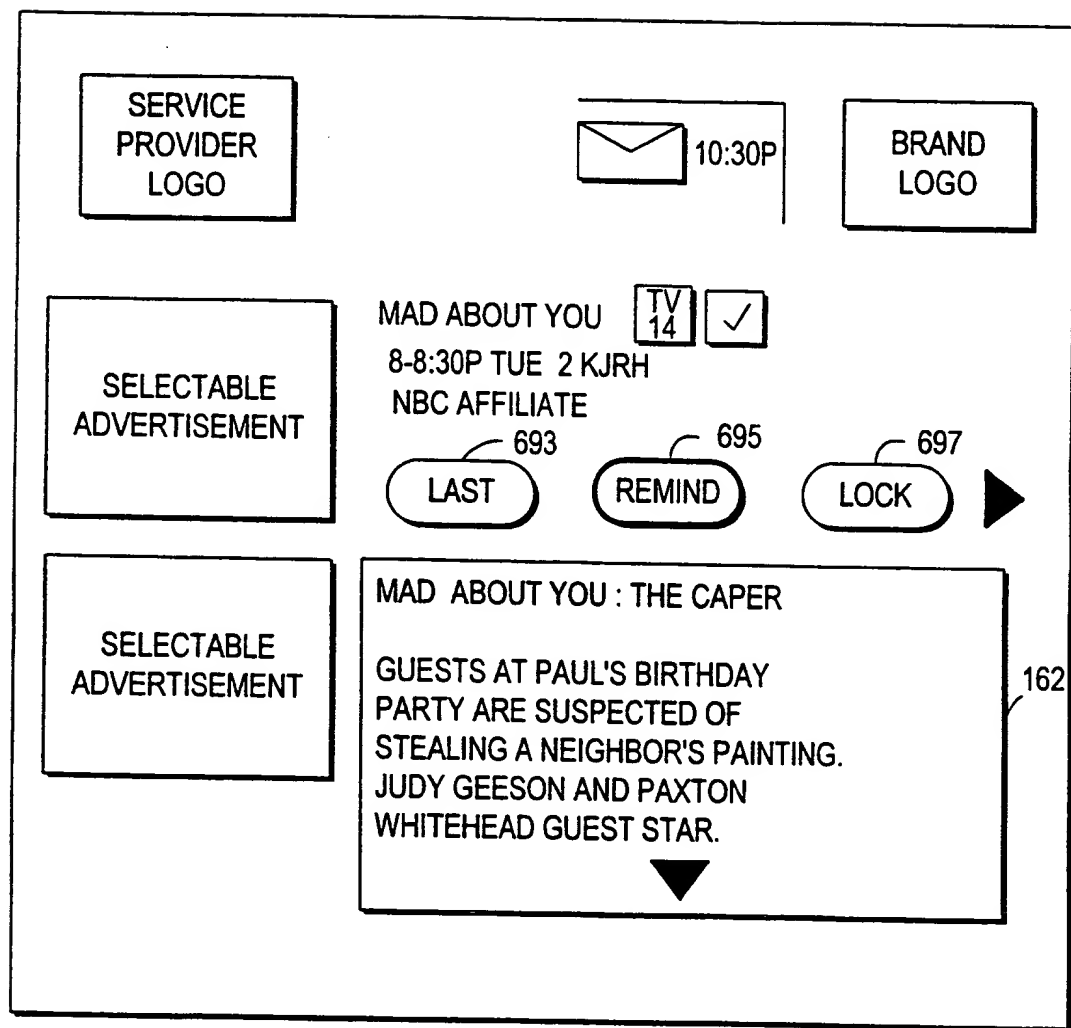 SERVICE
PROVIDER
LOGO
10:30P
BRAND
LOGO
SELECTABLE
ADVERTISEMENT
MAD ABOUT YOU TV
14
8-8:30P TUE 2 KJRH
NBC AFFILIATE
693 695 697
LAST REMIND LOCK
SELECTABLE
ADVERTISEMENT
MAD ABOUT YOU : THE CAPER
GUESTS AT PAUL'S BIRTHDAY
PARTY ARE SUSPECTED OF
STEALING A NEIGHBOR'S PAINTING.
JUDY GEESON AND PAXTON
WHITEHEAD GUEST STAR.
162